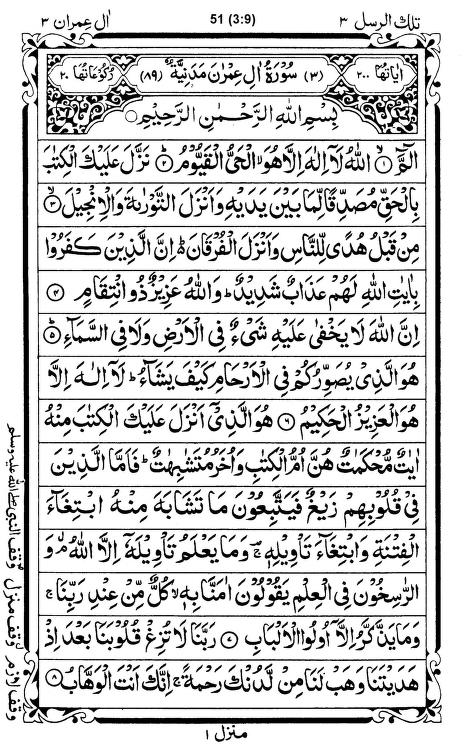 تلك الرسل ٣ 51 (3:9) اٰل عمران ٣
اٰیاتُهَا ٢٠٠ (٣) سُوْرَةُ اٰلِ عِمْرٰنَ مَدَنِیَّةٌ (٨٩) رُكُوْعَاتُهَا ٢٠
بِسْمِ اللّٰهِ الرَّحْمٰنِ الرَّحِیْمِ
الٓمَّٓ ۙ﴿١﴾ اللّٰهُ لَاۤ اِلٰهَ اِلَّا هُوَ ۙ الْحَیُّ الْقَیُّوْمُ ؕ﴿٢﴾ نَزَّلَ عَلَیْكَ الْكِتٰبَ
بِالْحَقِّ مُصَدِّقًا لِّمَا بَیْنَ یَدَیْهِ وَاَنْزَلَ التَّوْرٰىةَ وَالْاِنْجِیْلَ ۙ﴿٣﴾
مِنْ قَبْلُ هُدًی لِّلنَّاسِ وَاَنْزَلَ الْفُرْقَانَ ؕ۬ اِنَّ الَّذِیْنَ كَفَرُوْا
بِاٰیٰتِ اللّٰهِ لَهُمْ عَذَابٌ شَدِیْدٌ ؕ وَاللّٰهُ عَزِیْزٌ ذُو انْتِقَامٍ ﴿٤﴾
اِنَّ اللّٰهَ لَا یَخْفٰی عَلَیْهِ شَیْءٌ فِی الْاَرْضِ وَلَا فِی السَّمَآءِ ؕ﴿٥﴾
هُوَ الَّذِیْ یُصَوِّرُكُمْ فِی الْاَرْحَامِ كَیْفَ یَشَآءُ ؕ لَاۤ اِلٰهَ اِلَّا
هُوَ الْعَزِیْزُ الْحَكِیْمُ ﴿٦﴾ هُوَ الَّذِیْۤ اَنْزَلَ عَلَیْكَ الْكِتٰبَ مِنْهُ
اٰیٰتٌ مُّحْكَمٰتٌ هُنَّ اُمُّ الْكِتٰبِ وَاُخَرُ مُتَشٰبِهٰتٌ ؕ فَاَمَّا الَّذِیْنَ
فِیْ قُلُوْبِهِمْ زَیْغٌ فَیَتَّبِعُوْنَ مَا تَشَابَهَ مِنْهُ ابْتِغَآءَ
الْفِتْنَةِ وَابْتِغَآءَ تَاْوِیْلِهٖ ۚ وَمَا یَعْلَمُ تَاْوِیْلَهٗۤ اِلَّا اللّٰهُ ۘ وَ
الرّٰسِخُوْنَ فِی الْعِلْمِ یَقُوْلُوْنَ اٰمَنَّا بِهٖ ۙ كُلٌّ مِّنْ عِنْدِ رَبِّنَا ۚ
وَمَا یَذَّكَّرُ اِلَّاۤ اُولُوا الْاَلْبَابِ ﴿٧﴾ رَبَّنَا لَا تُزِغْ قُلُوْبَنَا بَعْدَ اِذْ
هَدَیْتَنَا وَهَبْ لَنَا مِنْ لَّدُنْكَ رَحْمَةً ۚ اِنَّكَ اَنْتَ الْوَهَّابُ ﴿٨﴾
وقف النبي صلى الله عليه وسلم
وقف منزل
وقف لازم
منزل ١